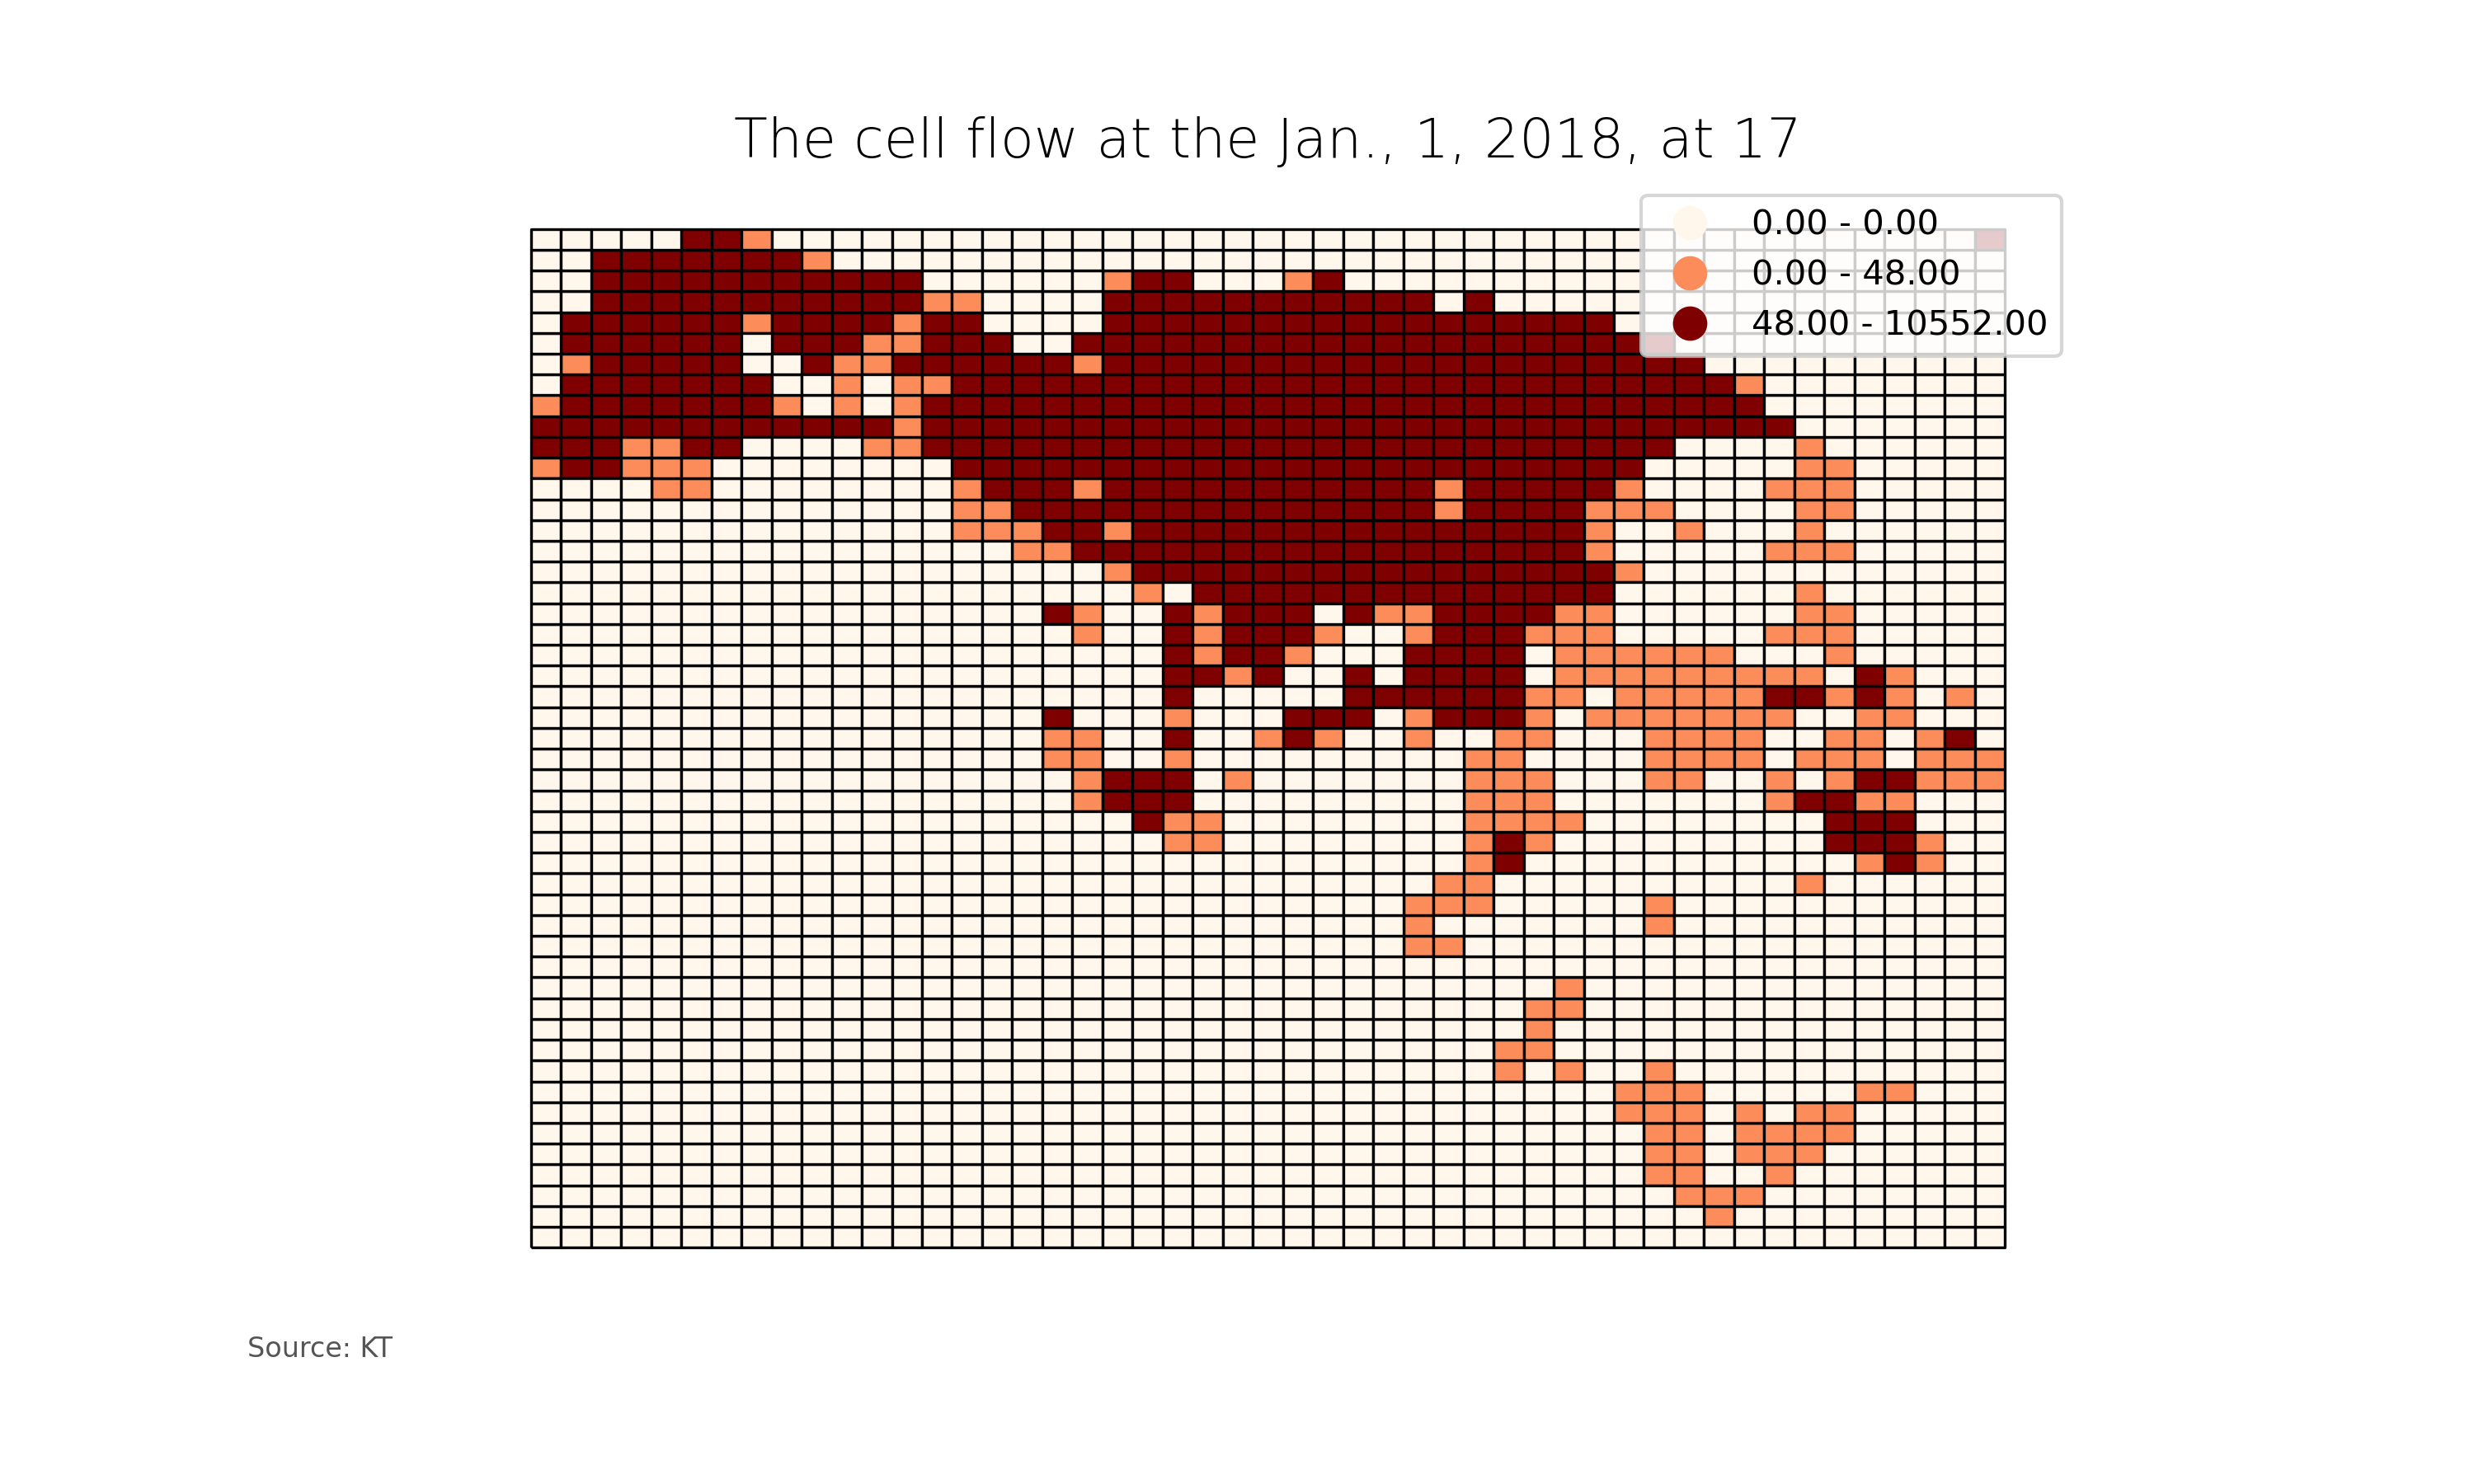 The cell flow at the Jan., 1, 2018, at 17
0.00 - 0.00
0.00 - 48.00
48.00 - 10552.00
Source: KT